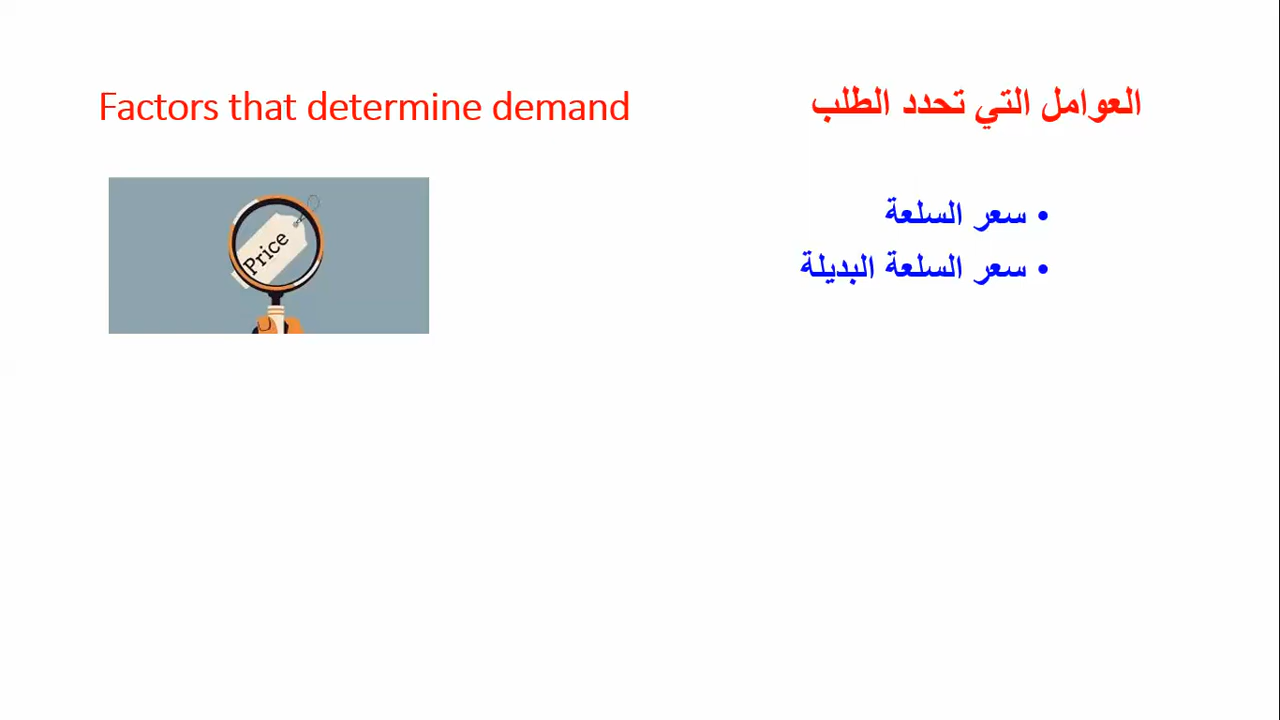 Factors that determine demand
العوامل التي تحدد الطلب
Price
• سعر السلعة
• سعر السلعة البديلة